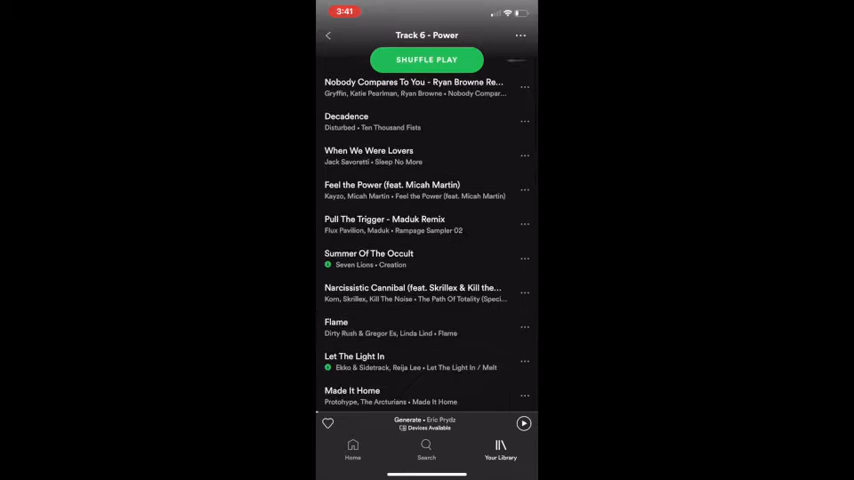 3:41
Track 6 - Power
SHUFFLE PLAY
Nobody Compares To You - Ryan Browne Re...
Gryffin, Katie Pearlman, Ryan Browne • Nobody Compar...
Decadence
Disturbed • Ten Thousand Fists
When We Were Lovers
Jack Savoretti • Sleep No More
Feel the Power (feat. Micah Martin)
Kayzo, Micah Martin • Feel the Power (feat. Micah Martin)
Pull The Trigger - Maduk Remix
Flux Pavilion, Maduk • Rampage Sampler 02
Summer Of The Occult
Seven Lions • Creation
Narcissistic Cannibal (feat. Skrillex & Kill the...
Korn, Skrillex, Kill The Noise • The Path Of Totality (Speci...
Flame
Dirty Rush & Gregor Es, Linda Lind • Flame
Let The Light In
Ekko & Sidetrack, Reija Lee • Let The Light In / Melt
Made It Home
Protohype, The Arcturians • Made It Home
Generate • Eric Prydz
Devices Available
Home
Search
Your Library